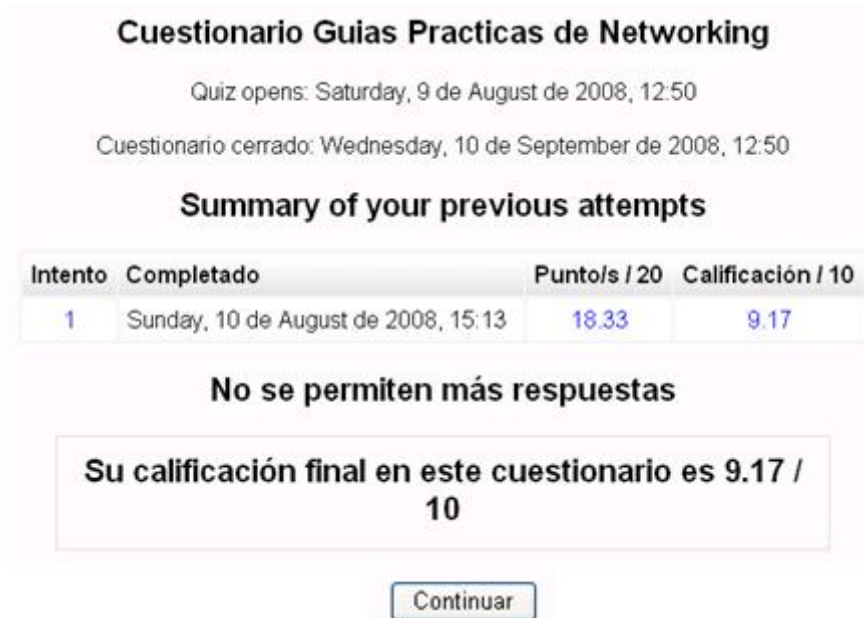 Cuestionario Guias Practicas de Networking
Quiz opens: Saturday, 9 de August de 2008, 12:50
Cuestionario cerrado: Wednesday, 10 de September de 2008, 12:50
Summary of your previous attempts
Intento Completado Punto/s / 20 Calificación / 10
1 Sunday, 10 de August de 2008, 15:13 18.33 9.17
No se permiten más respuestas
Su calificación final en este cuestionario es 9.17 /
10
Continuar